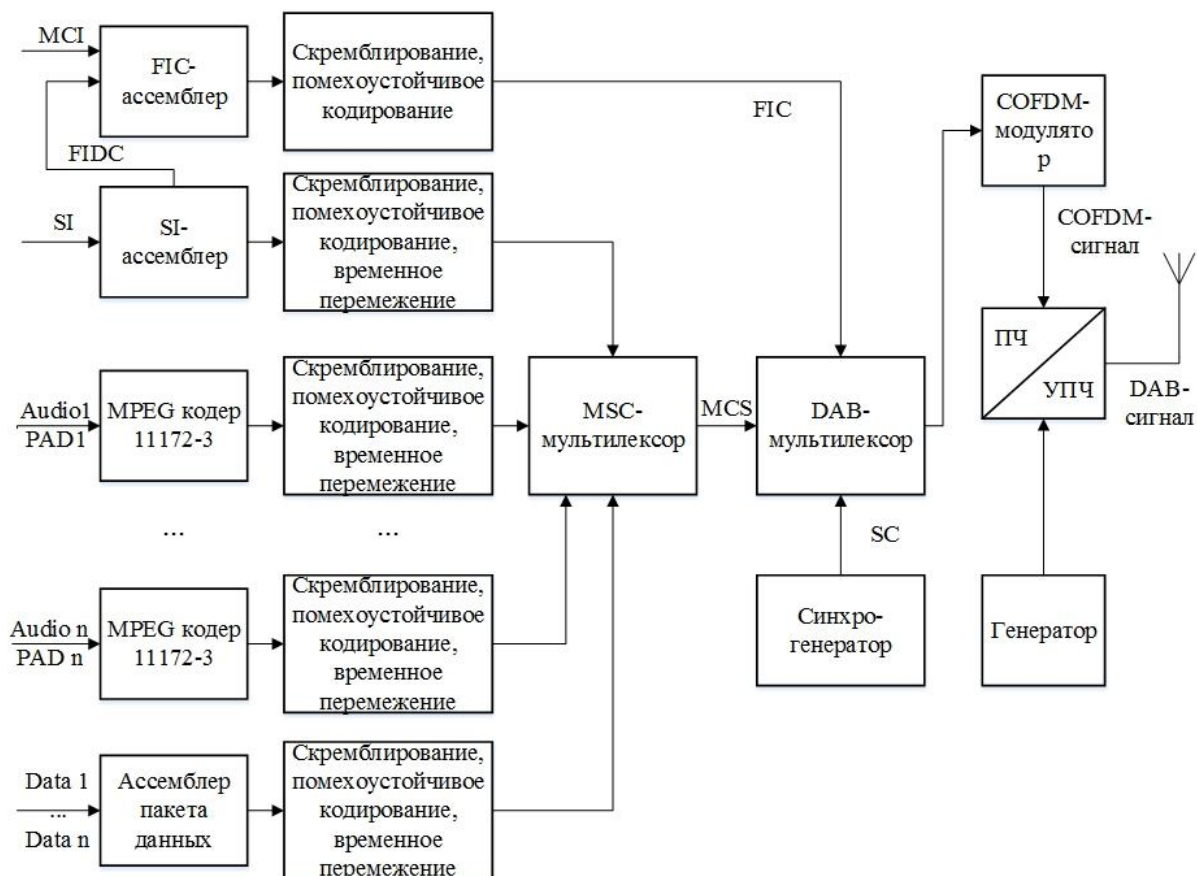 MCI
FIC-
ассемблер
Скремблирование,
помехоустойчивое
кодирование
FIC
COFDM-
модулято
р
FIDC
SI
SI-
ассемблер
Скремблирование,
помехоустойчивое
кодирование,
временное
перемежение
COFDM-
сигнал
ПЧ
УПЧ
DAB-
сигнал
Audio1
PAD1
MPEG кодер
11172-3
Скремблирование,
помехоустойчивое
кодирование,
временное
перемежение
MSC-
мультилексор
MCS
DAB-
мультилексор
...
...
SC
Audio n
PAD n
MPEG кодер
11172-3
Скремблирование,
помехоустойчивое
кодирование,
временное
перемежение
Синхро-
генератор
Генератор
Data 1
...
Data n
Ассемблер
пакета
данных
Скремблирование,
помехоустойчивое
кодирование,
временное
перемежение